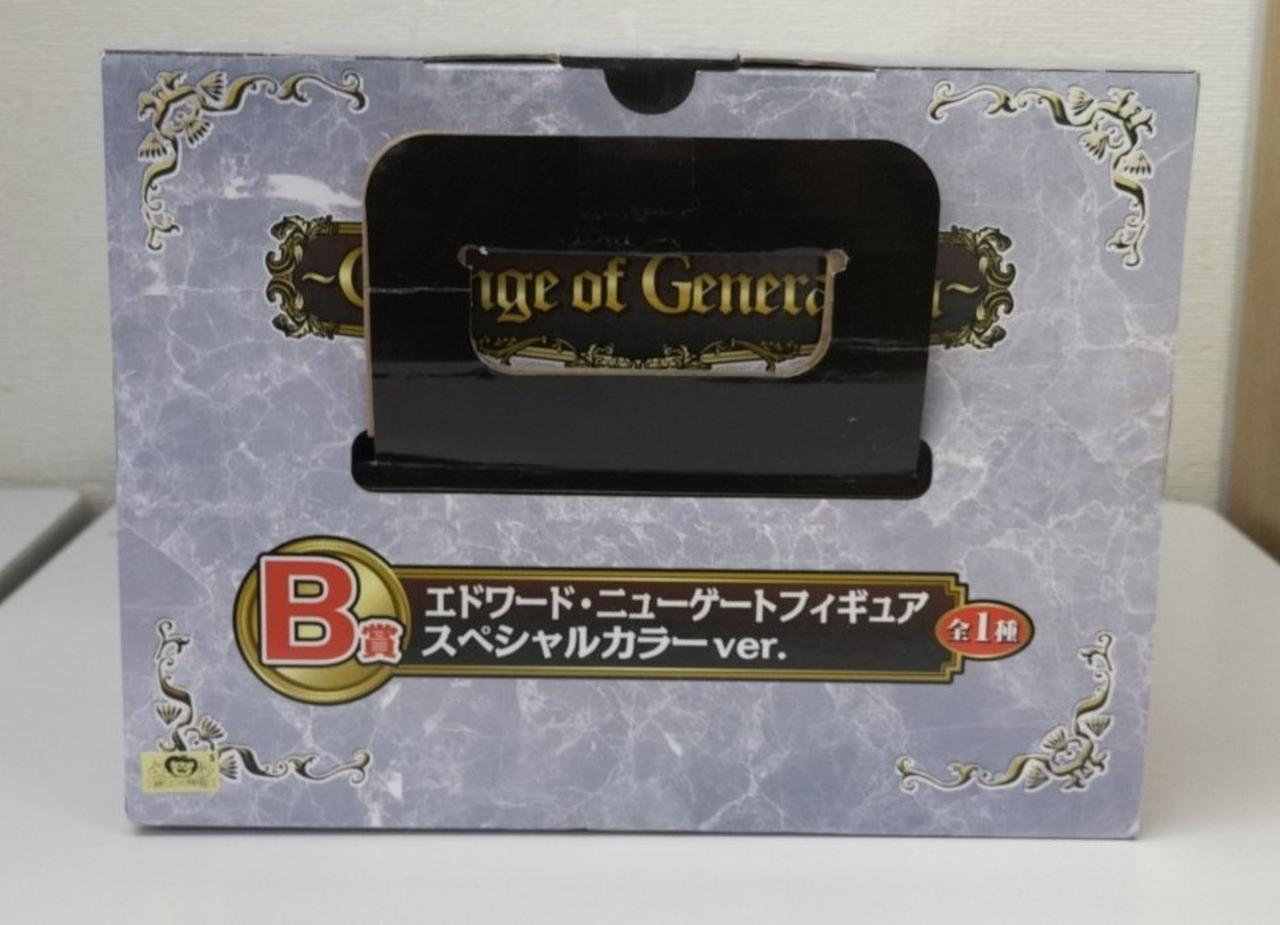 nge of Genera
B賞
エドワード・ニューゲートフィギュア
スペシャルカラーver.
全1種